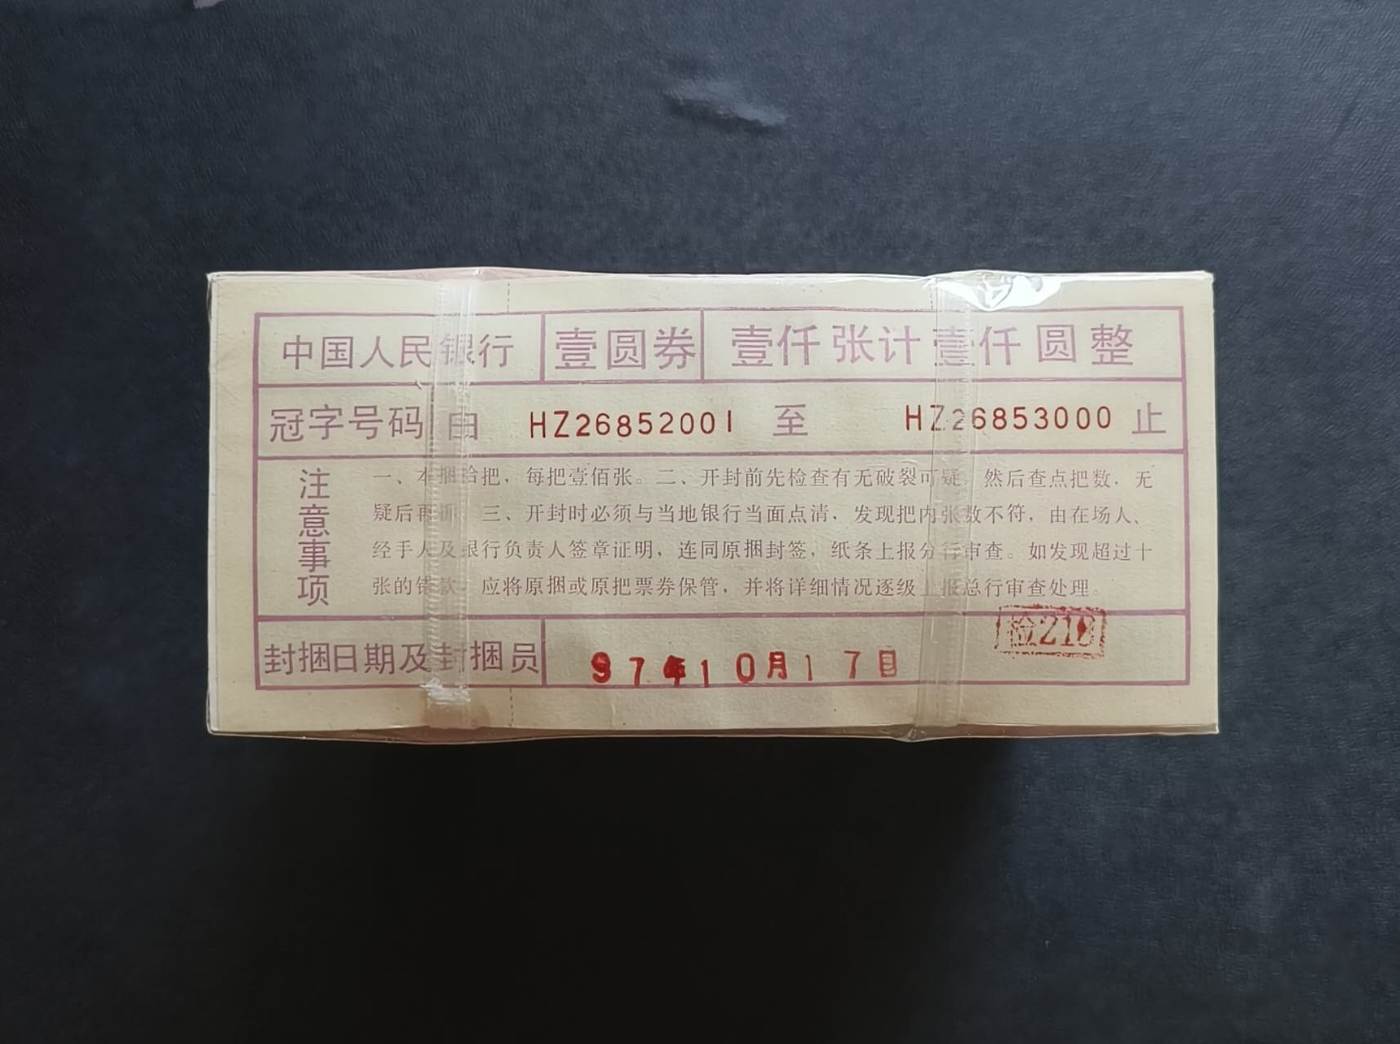 中国人民银行 壹圆券 壹仟张计壹仟圆整
冠字号码 由 HZ26852001 至 HZ26853000 止
注意事项
一、本捆拾把，每把壹佰张。二、开封前先检查有无破裂可疑，然后查点把数，无
疑后再 三、开封时必须与当地银行当面点清，发现把内张数不符，由在场人、
经手人及银行负责人签章证明，连同原捆封签，纸条上报分行审查。如发现超过十
张的 款，应将原捆或原把票券保管，并将详细情况逐级上报总行审查处理。
封捆日期及封捆员 97年10月17日